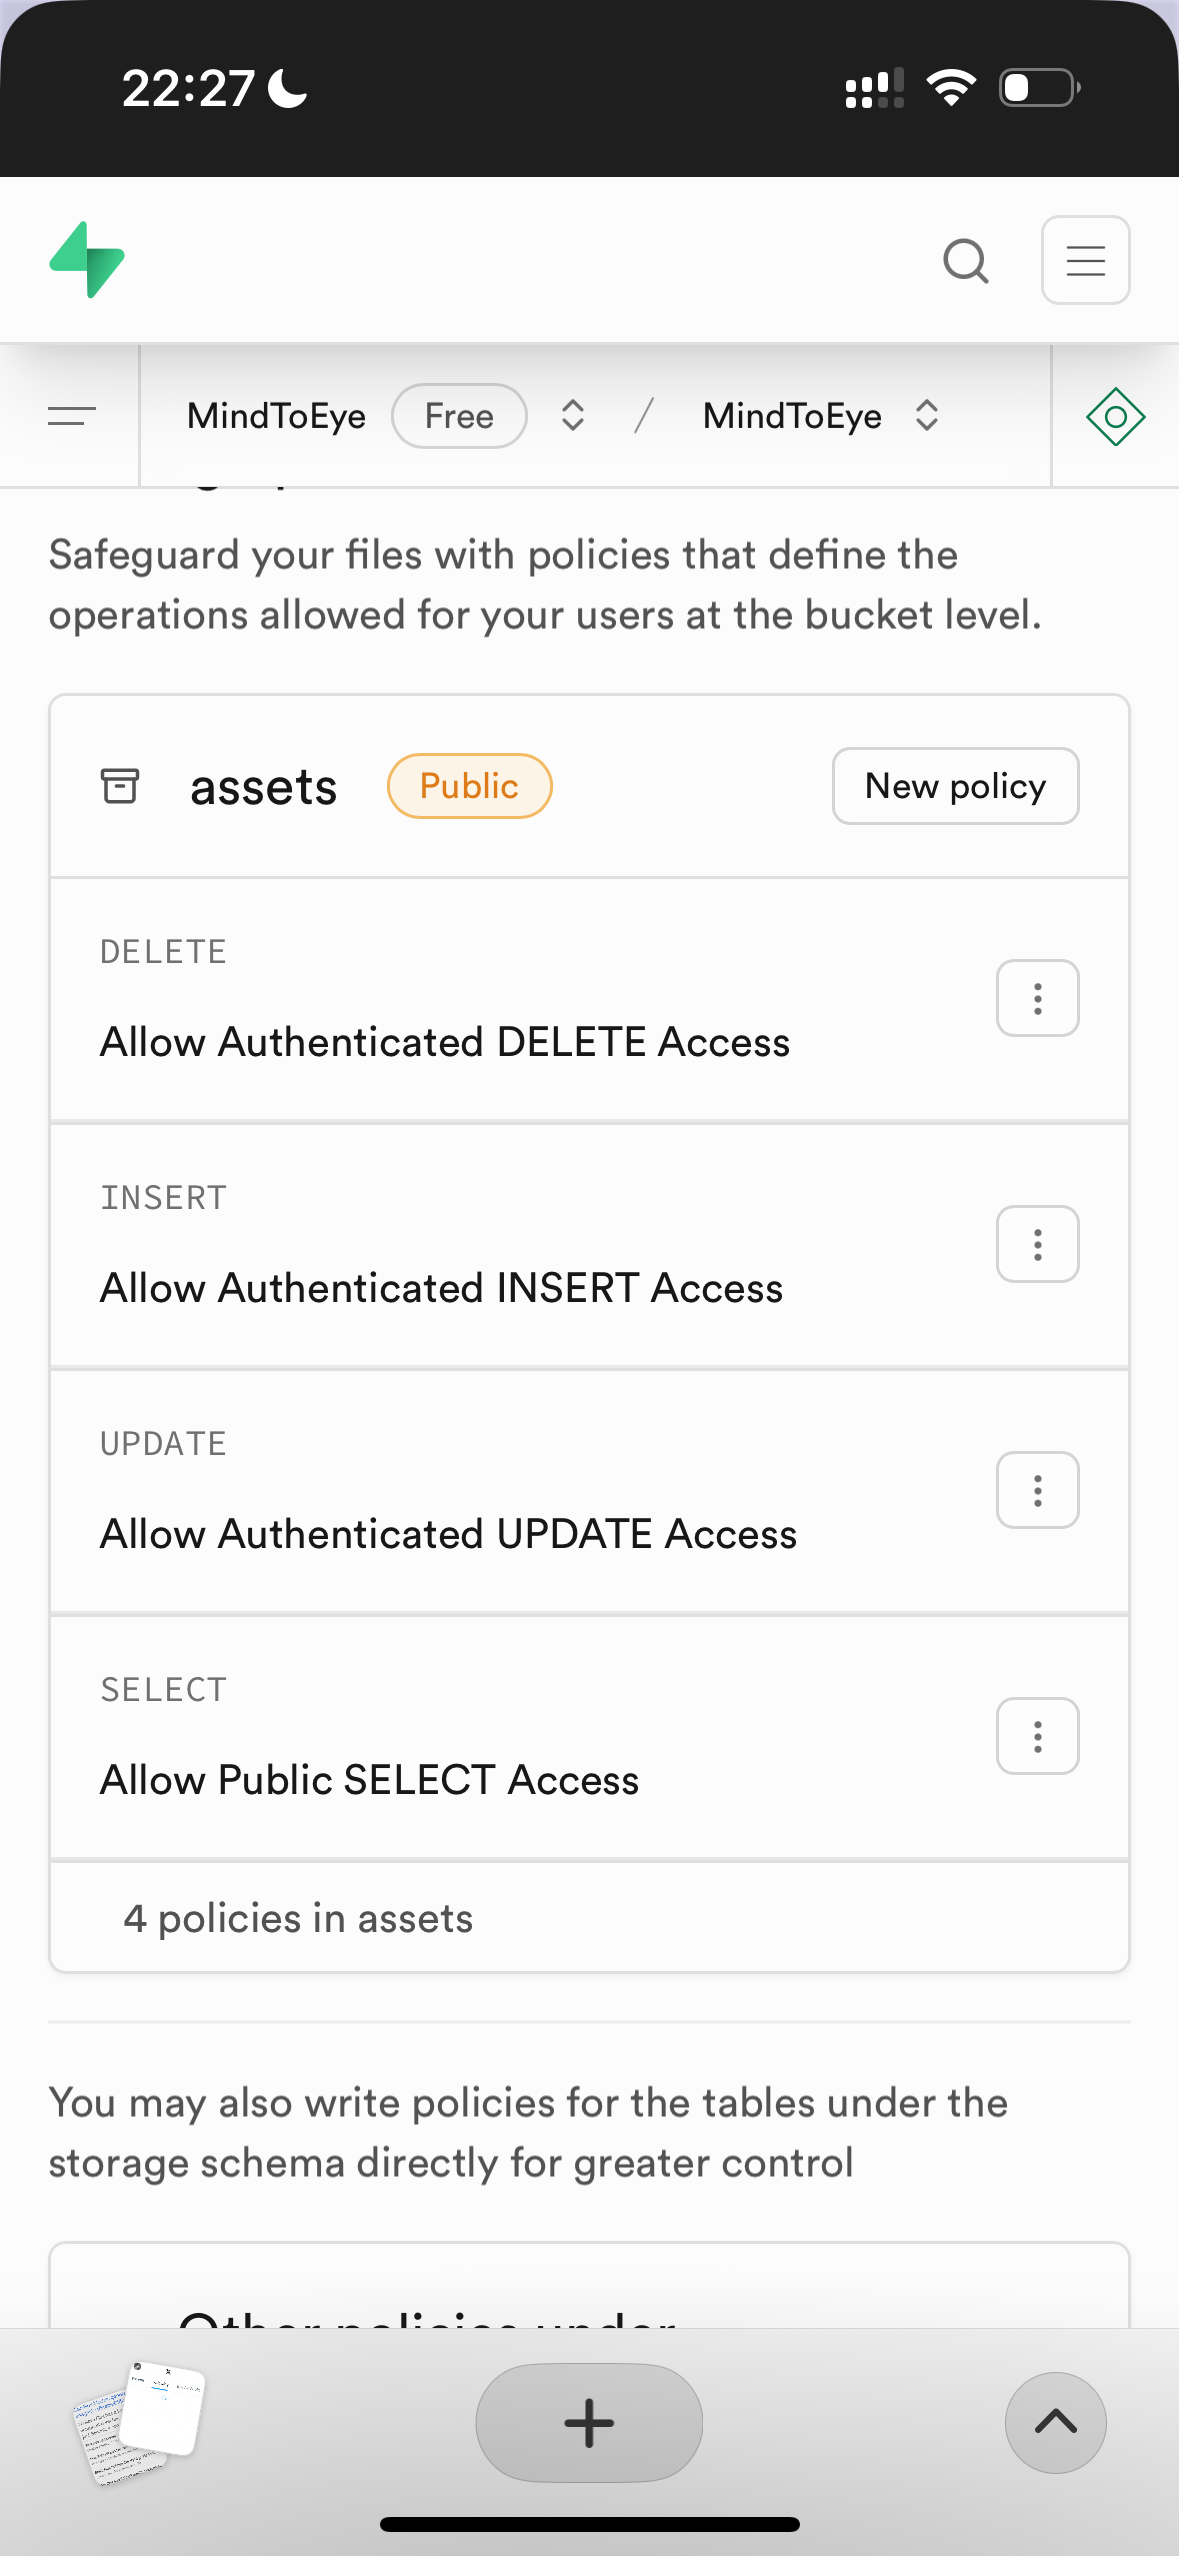 22:27
MindToEye Free / MindToEye
Safeguard your files with policies that define the
operations allowed for your users at the bucket level.
assets Public New policy
DELETE
Allow Authenticated DELETE Access
INSERT
Allow Authenticated INSERT Access
UPDATE
Allow Authenticated UPDATE Access
SELECT
Allow Public SELECT Access
4 policies in assets
You may also write policies for the tables under the
storage schema directly for greater control
Other policies under